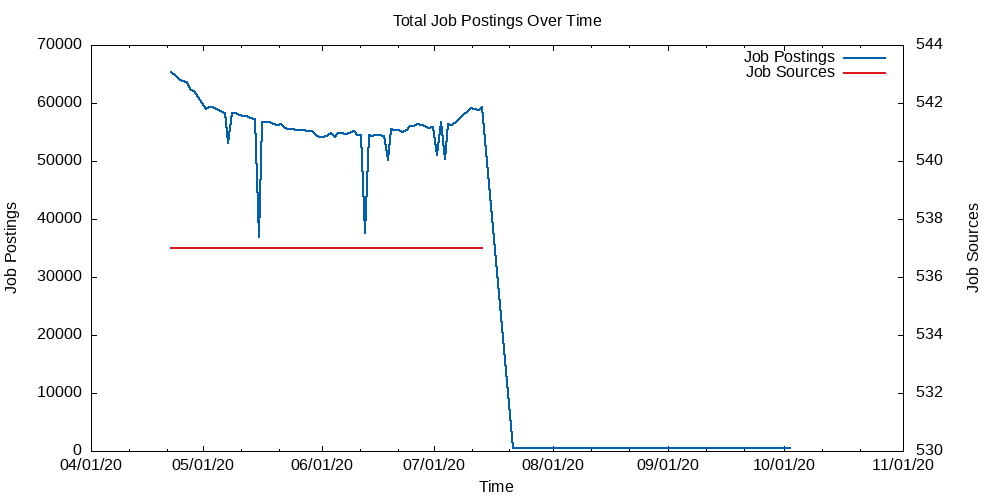 Total Job Postings Over Time
70000
60000
50000
40000
30000
20000
10000
0
Job Postings
544
542
540
538
536
534
532
530
Job Sources
Job Postings
Job Sources
04/01/20 05/01/20 06/01/20 07/01/20 08/01/20 09/01/20 10/01/20 11/01/20
Time